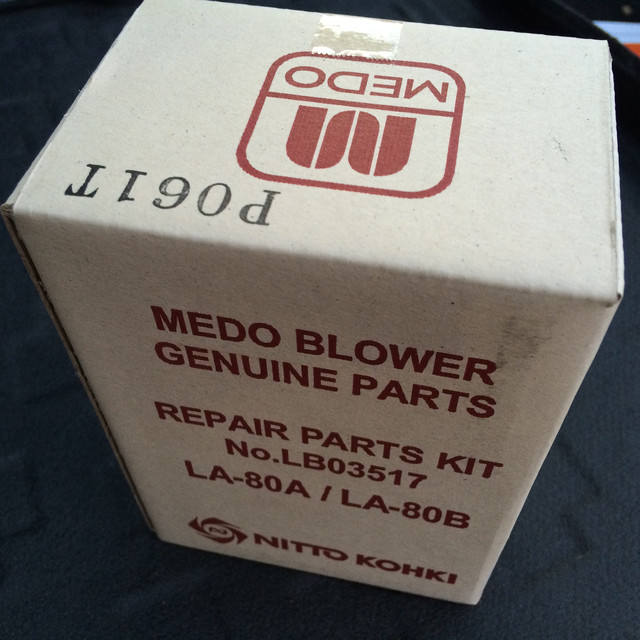 MEDO
P061T
MEDO BLOWER
GENUINE PARTS
REPAIR PARTS KIT
No.LB03517
LA-80A / LA-80B
NITTO KOHKI